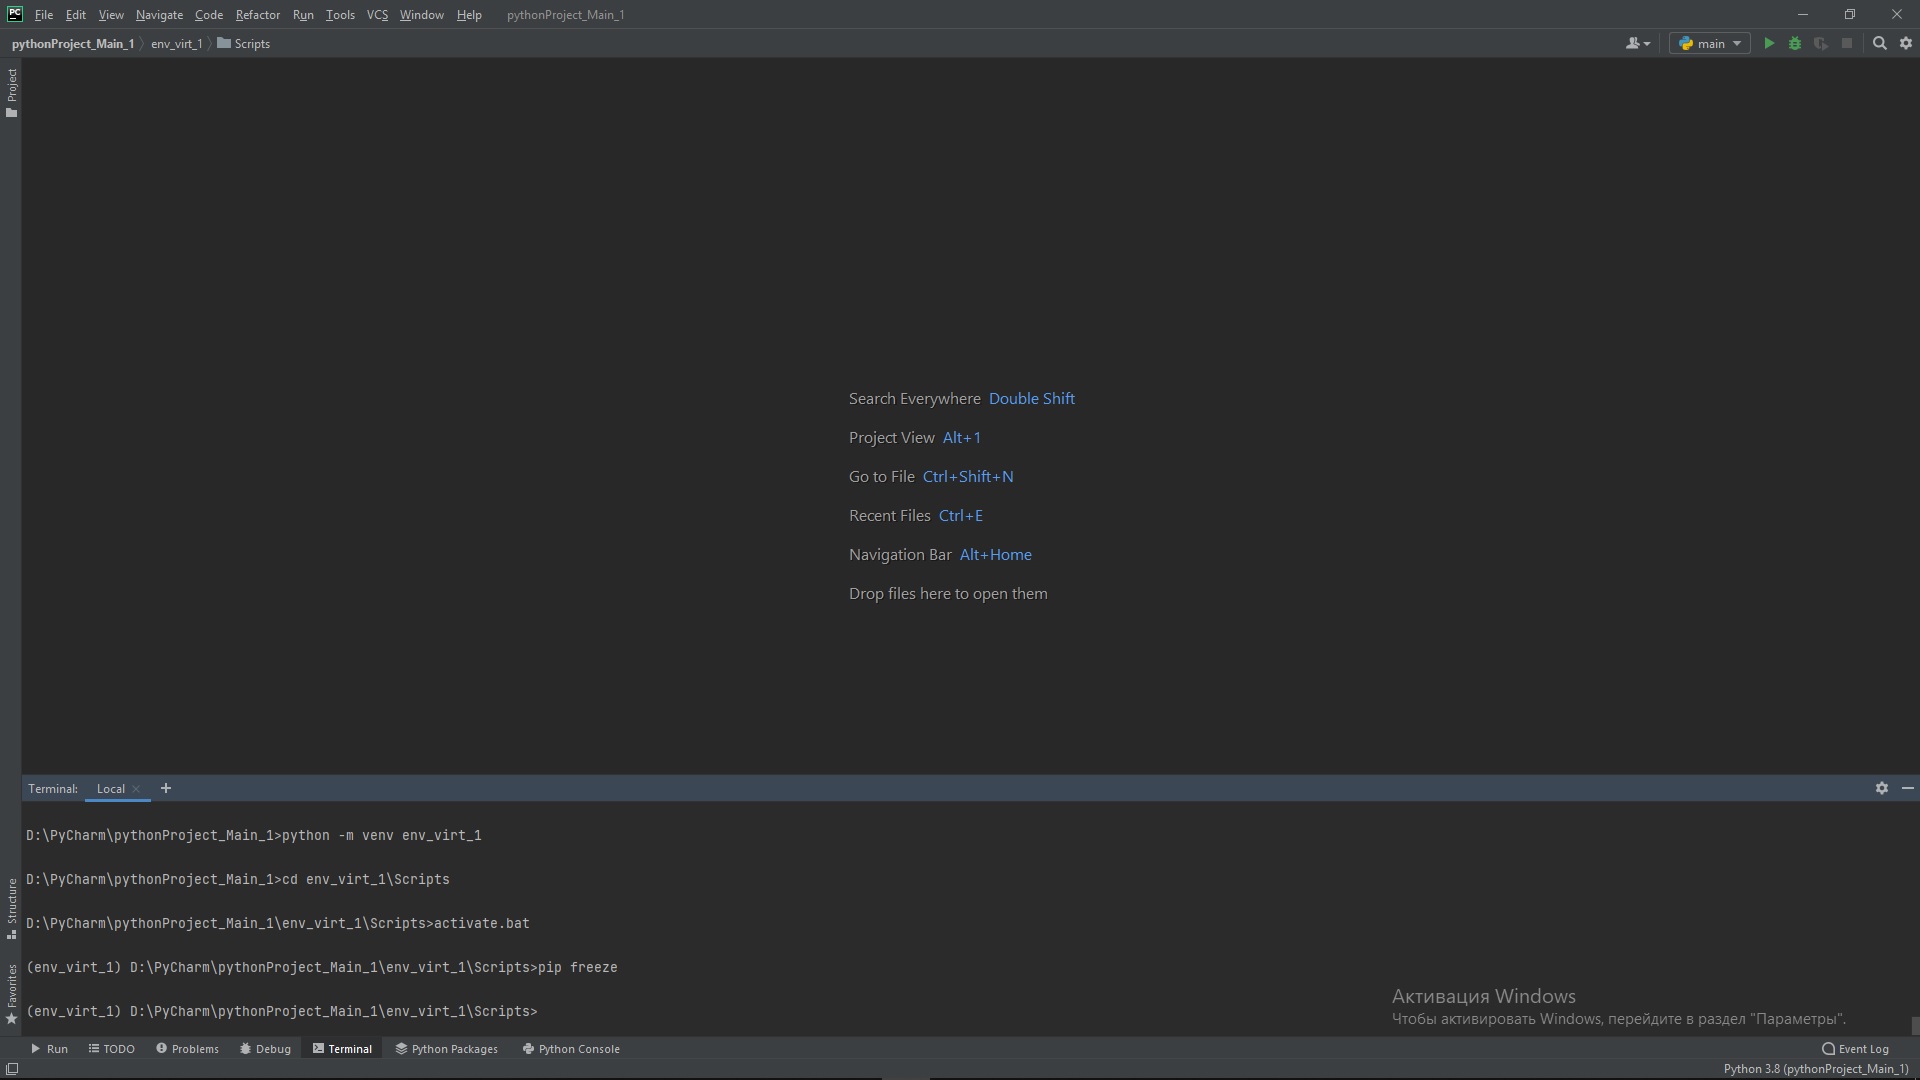 PC File Edit View Navigate Code Refactor Run Tools VCS Window Help pythonProject_Main_1
pythonProject_Main_1 env_virt_1 Scripts main
Project
Search Everywhere Double Shift
Project View Alt+1
Go to File Ctrl+Shift+N
Recent Files Ctrl+E
Navigation Bar Alt+Home
Drop files here to open them
Terminal: Local
D:\PyCharm\pythonProject_Main_1>python -m venv env_virt_1
D:\PyCharm\pythonProject_Main_1>cd env_virt_1\Scripts
D:\PyCharm\pythonProject_Main_1\env_virt_1\Scripts>activate.bat
(env_virt_1) D:\PyCharm\pythonProject_Main_1\env_virt_1\Scripts>pip freeze
(env_virt_1) D:\PyCharm\pythonProject_Main_1\env_virt_1\Scripts>
Structure
Favorites
Активация Windows
Чтобы активировать Windows, перейдите в раздел "Параметры".
Run TODO Problems Debug Terminal Python Packages Python Console Event Log
Python 3.8 (pythonProject_Main_1)